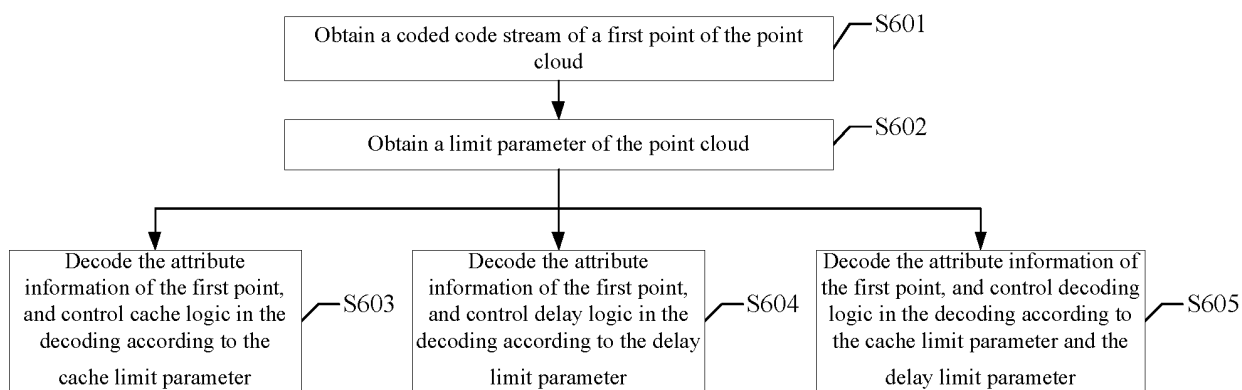 Obtain a coded code stream of a first point of the point
cloud
S601
Obtain a limit parameter of the point cloud
S602
Decode the attribute
information of the first point,
and control cache logic in the
decoding according to the
cache limit parameter
S603
Decode the attribute
information of the first point,
and control delay logic in the
decoding according to the delay
limit parameter
S604
Decode the attribute information of
the first point, and control decoding
logic in the decoding according to
the cache limit parameter and the
delay limit parameter
S605